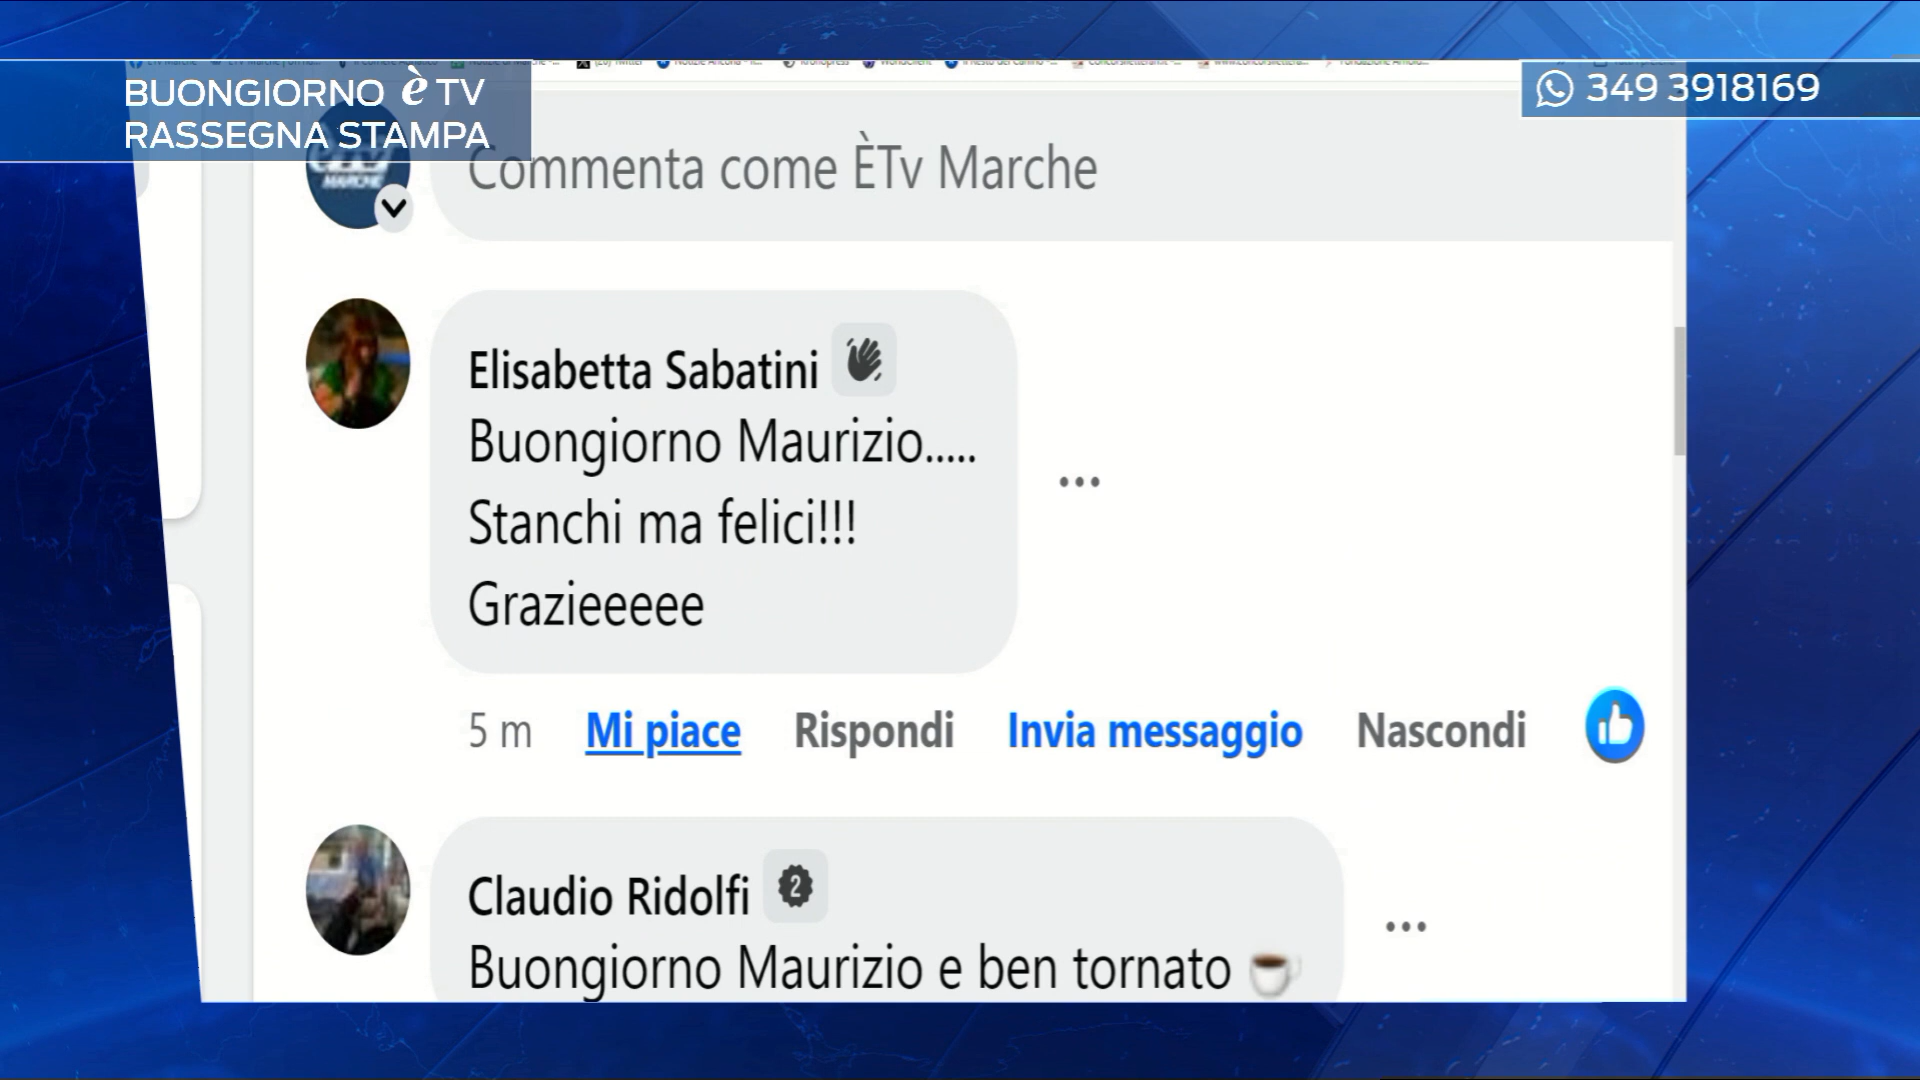 BUONGIORNO è TV
RASSEGNA STAMPA
349 3918169
Commenta come ÈTv Marche
Elisabetta Sabatini
Buongiorno Maurizio.....
Stanchi ma felici!!!
Grazieeeee
5 m Mi piace Rispondi Invia messaggio Nascondi
Claudio Ridolfi 2
Buongiorno Maurizio e ben tornato